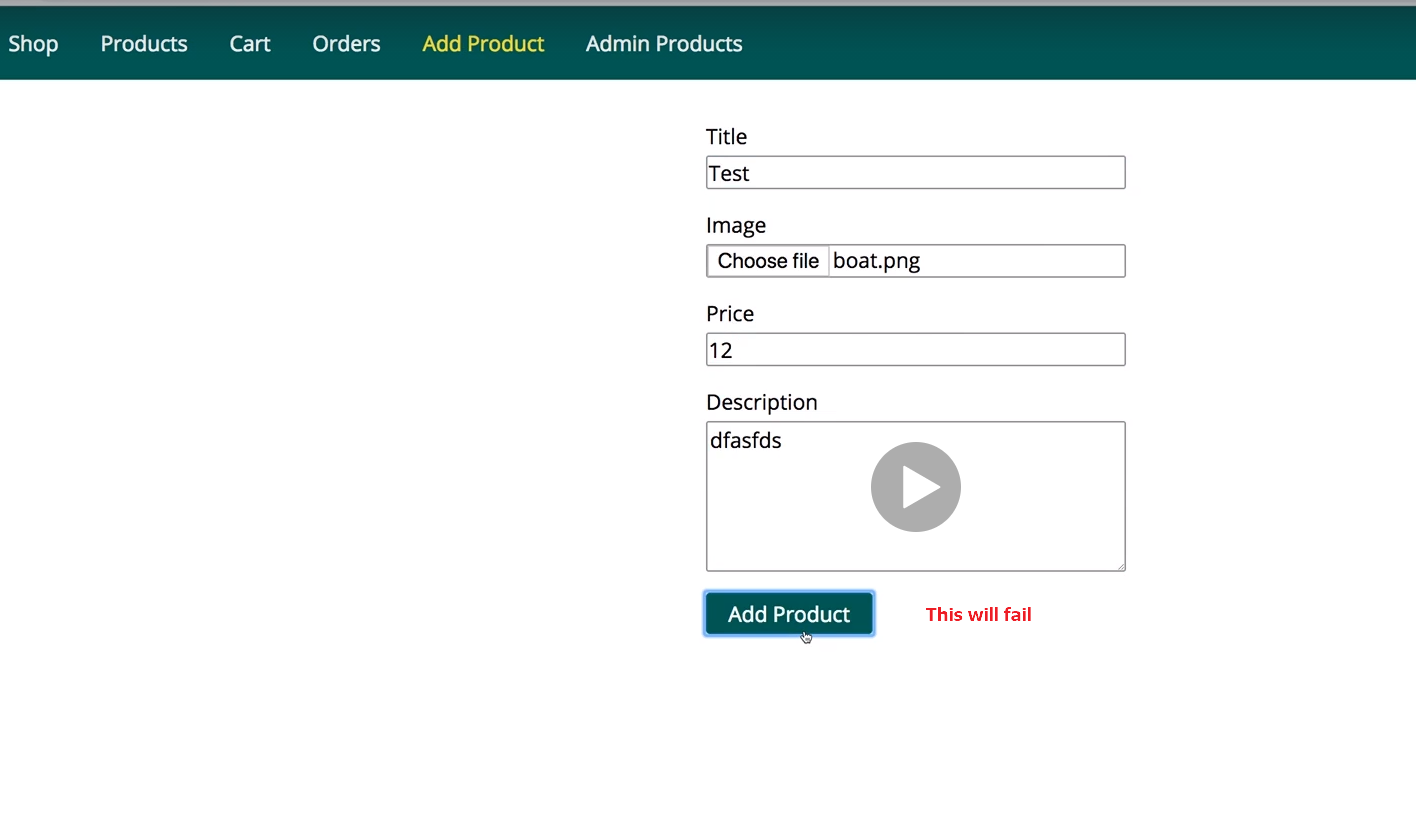 Shop Products Cart Orders Add Product Admin Products
Title
Test
Image
Choose file boat.png
Price
12
Description
dfasfds
Add Product This will fail